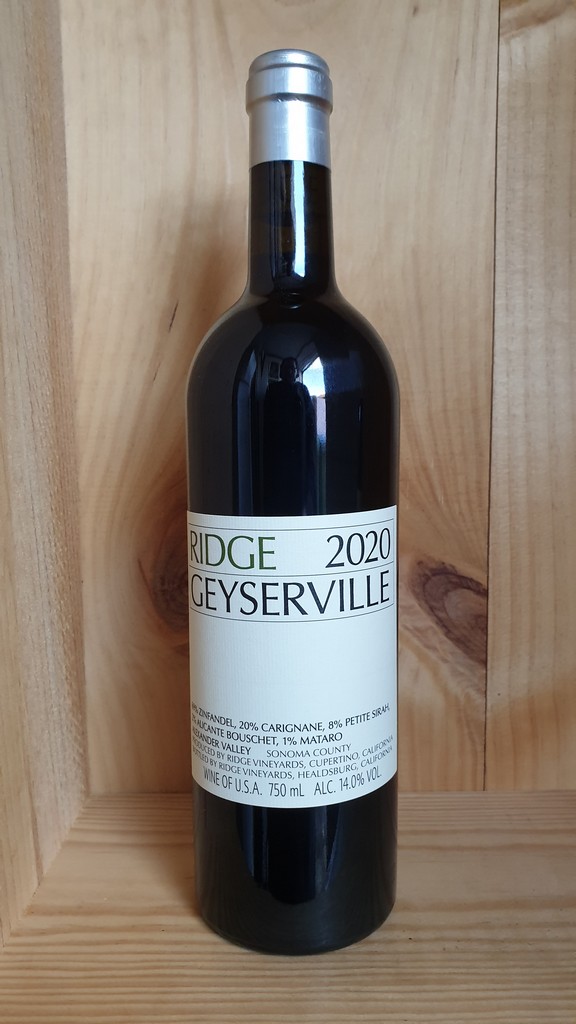 RIDGE 2020
GEYSERVILLE
ZINFANDEL, 20% CARIGNANE, 8% PETITE SIRAH,
ALICANTE BOUSCHET, 1% MATARO
ALEXANDER VALLEY SONOMA COUNTY
PRODUCED BY RIDGE VINEYARDS, CUPERTINO, CALIFORNIA
BY RIDGE VINEYARDS, HEALDSBURG, CALIFORNIA
WINE OF U.S.A. 750 mL ALC. 14.0% VOL.